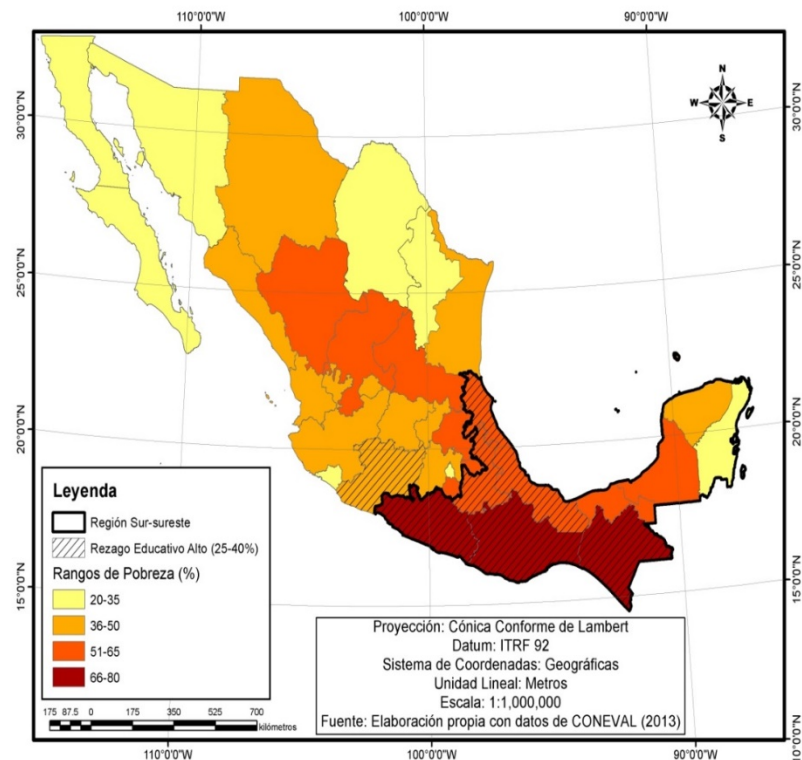 110°0'0"W 100°0'0"W 90°0'0"W
30°0'0"N
25°0'0"N
20°0'0"N
15°0'0"N
30°0'0"N
25°0'0"N
20°0'0"N
15°0'0"N
10°0'0"N
N
W E
S
Leyenda
Región Sur-sureste
Rezago Educativo Alto (25-40%)
Rangos de Pobreza (%)
20-35
36-50
51-65
66-80
175 87.5 0 175 350 525 700
kilómetros
Proyección: Cónica Conforme de Lambert
Datum: ITRF 92
Sistema de Coordenadas: Geográficas
Unidad Lineal: Metros
Escala: 1:1,000,000
Fuente: Elaboración propia con datos de CONEVAL (2013)
110°0'0"W 100°0'0"W 90°0'0"W